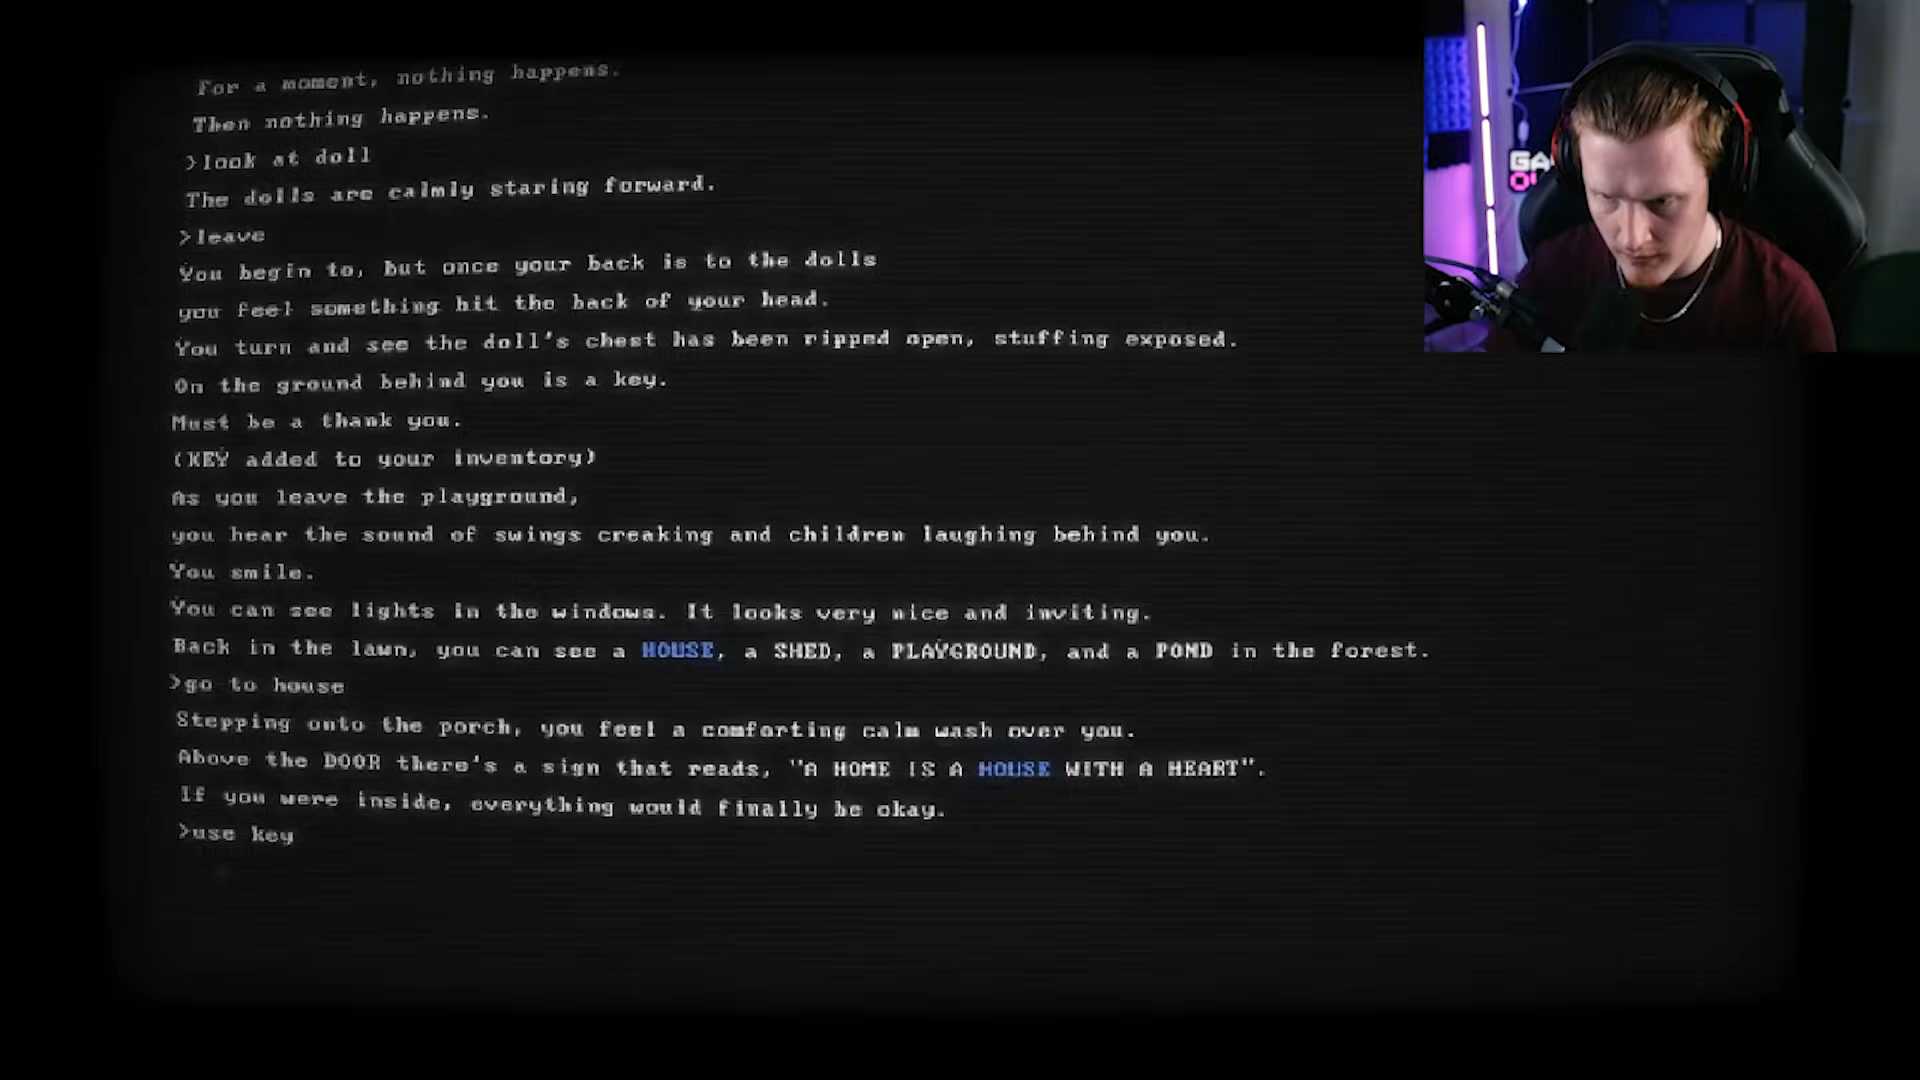 For a moment, nothing happens.
Then nothing happens.
>look at doll
The dolls are calmly staring forward.
>leave
You begin to, but once your back is to the dolls
you feel something hit the back of your head.
You turn and see the doll's chest has been ripped open, stuffing exposed.
On the ground behind you is a key.
Must be a thank you.
(KEY added to your inventory)
As you leave the playground,
you hear the sound of swings creaking and children laughing behind you.
You smile.
You can see lights in the windows. It looks very nice and inviting.
Back in the lawn, you can see a HOUSE, a SHED, a PLAYGROUND, and a POND in the forest.
>go to house
Stepping onto the porch, you feel a comforting calm wash over you.
Above the DOOR there's a sign that reads, "A HOME IS A HOUSE WITH A HEART".
If you were inside, everything would finally be okay.
>use key